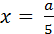 x = a/5